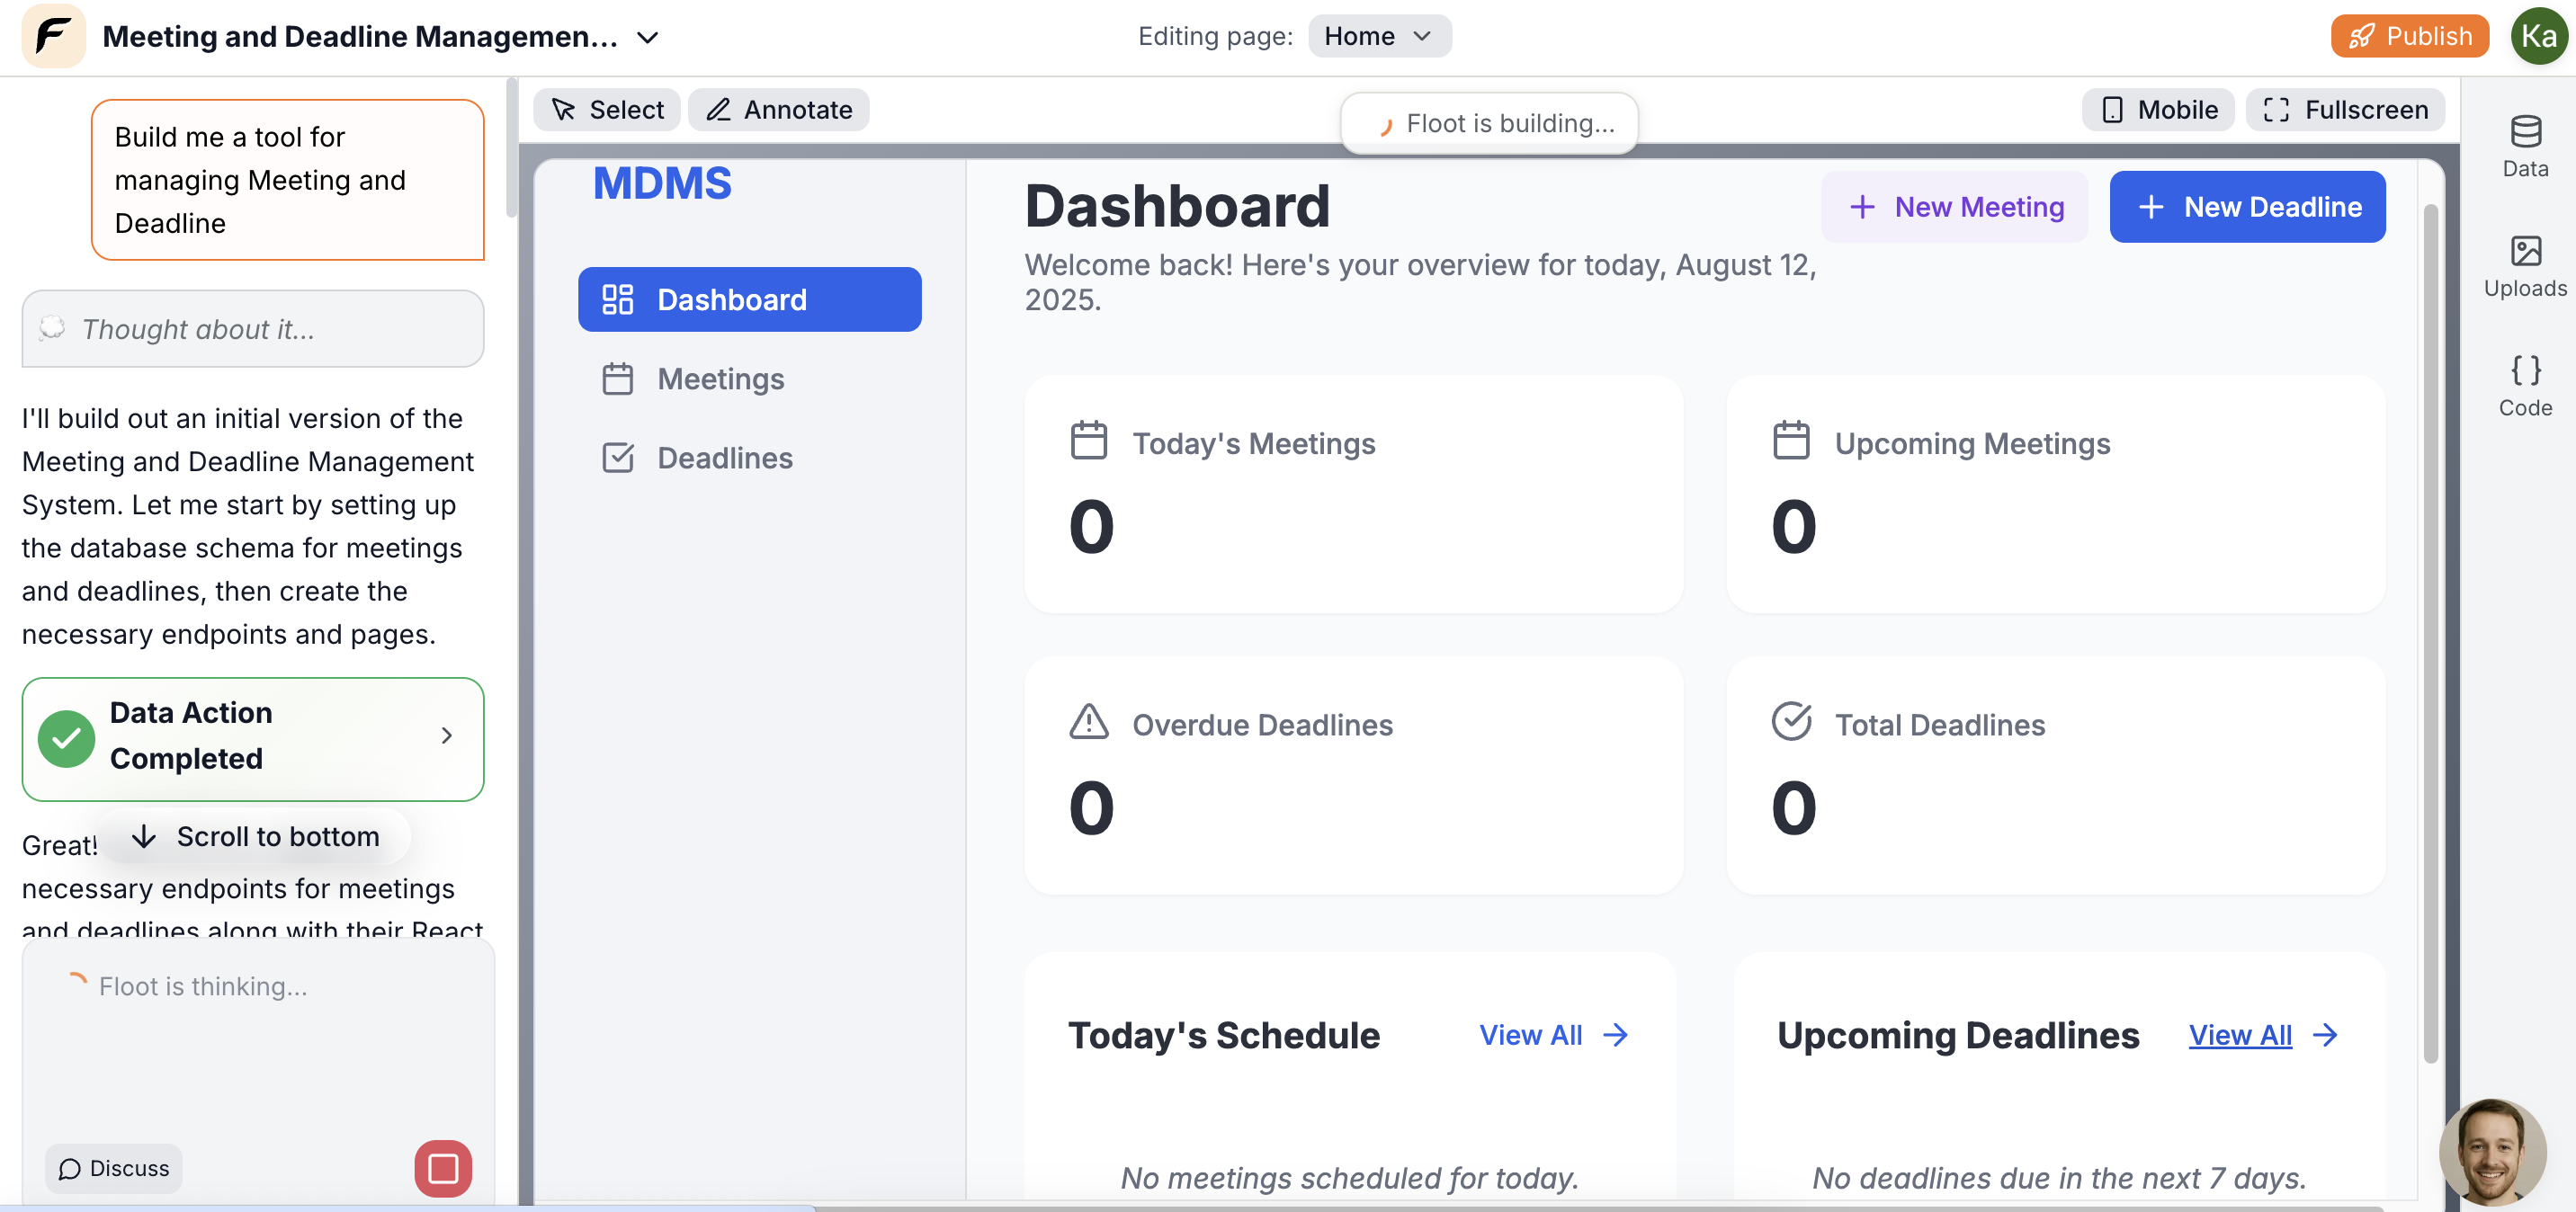 Meeting and Deadline Managemen...
Editing page:
Home
Publish
Ka
Build me a tool for
managing Meeting and
Deadline
Thought about it...
I'll build out an initial version of the
Meeting and Deadline Management
System. Let me start by setting up
the database schema for meetings
and deadlines, then create the
necessary endpoints and pages.
Data Action
Completed
Great!
Scroll to bottom
necessary endpoints for meetings
and deadlines along with their React
Floot is thinking...
Discuss
Select
Annotate
Floot is building...
Mobile
Fullscreen
MDMS
Dashboard
Meetings
Deadlines
Dashboard
Welcome back! Here's your overview for today, August 12,
2025.
New Meeting
New Deadline
Today's Meetings
0
Upcoming Meetings
0
Overdue Deadlines
0
Total Deadlines
0
Today's Schedule
View All
No meetings scheduled for today.
Upcoming Deadlines
View All
No deadlines due in the next 7 days.
Data
Uploads
Code